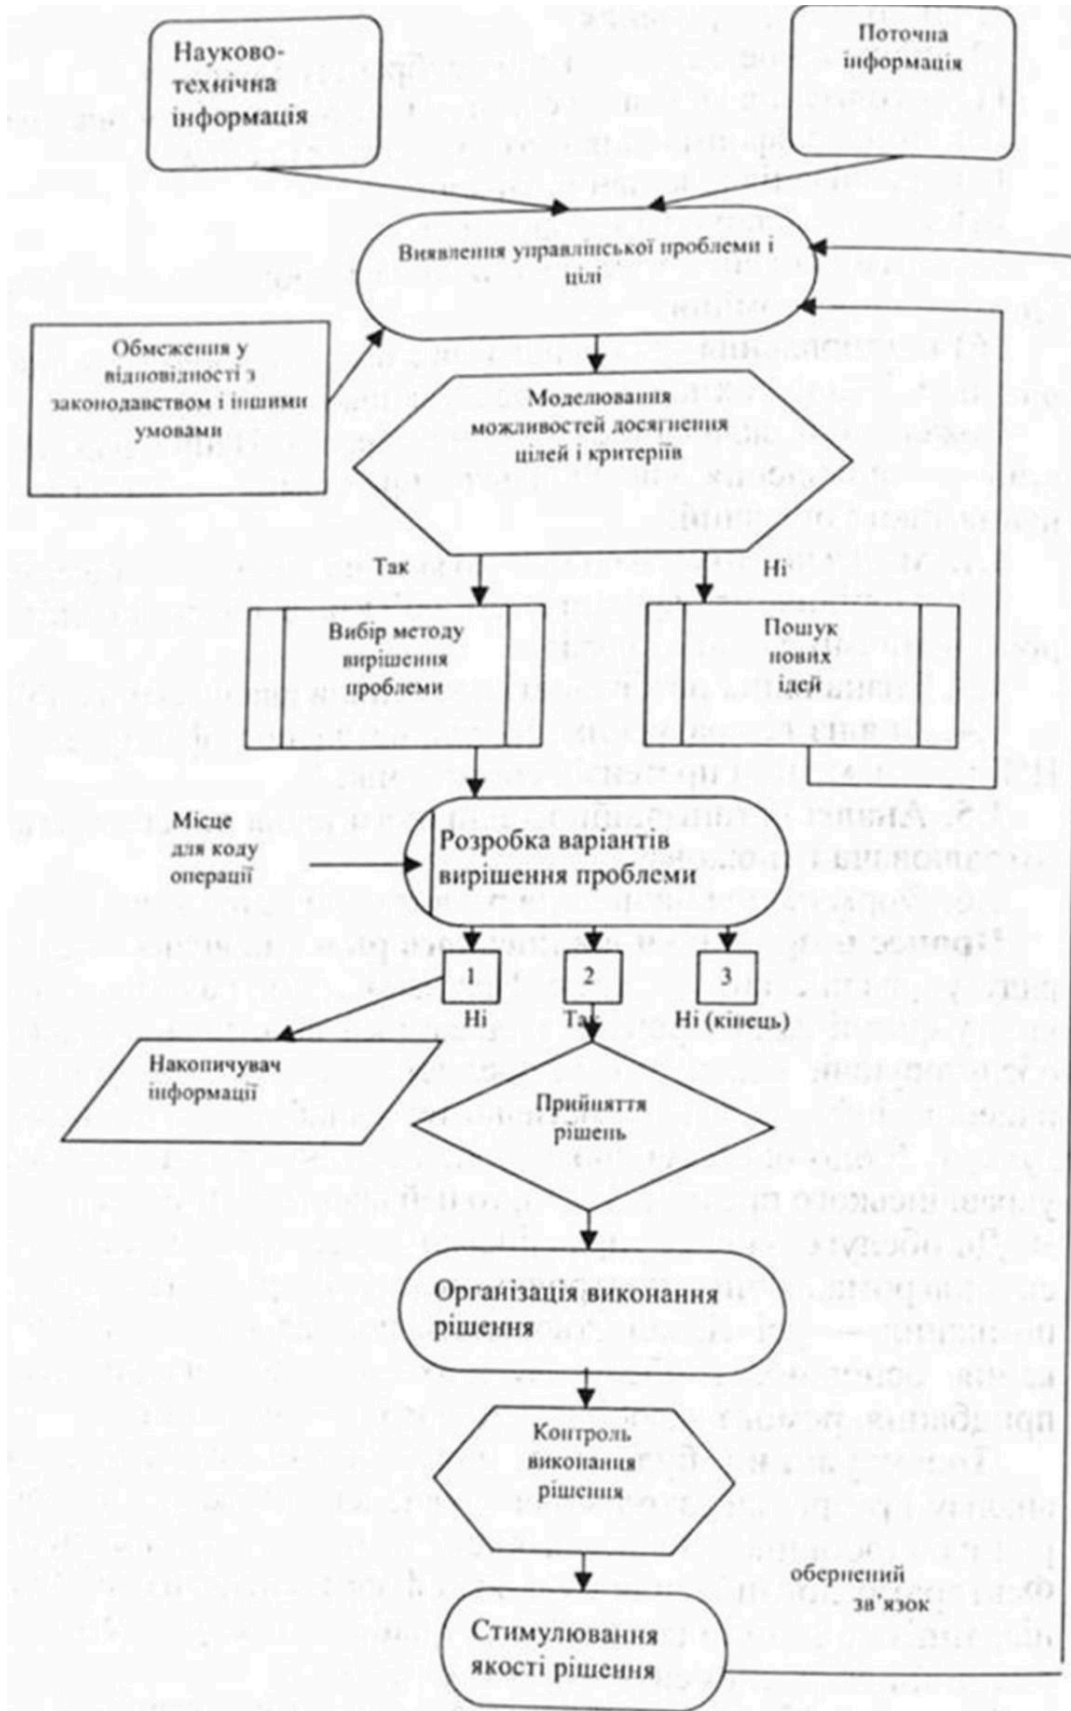 Науково-
технічна
інформація
Поточна
інформація
Виявлення управлінської проблеми і
цілі
Обмеження у
відповідності з
законодавством і іншими
умовами
Моделювання
можливостей досягнення
цілей і критеріїв
Так
Ні
Вибір методу
вирішення
проблеми
Пошук
нових
ідей
Місце
для коду
операції
Розробка варіантів
вирішення проблеми
1
2
3
Ні
Так
Ні (кінець)
Накопичувач
інформації
Прийняття
рішень
Організація виконання
рішення
Контроль
виконання
рішення
обернений
зв'язок
Стимулювання
якості рішення